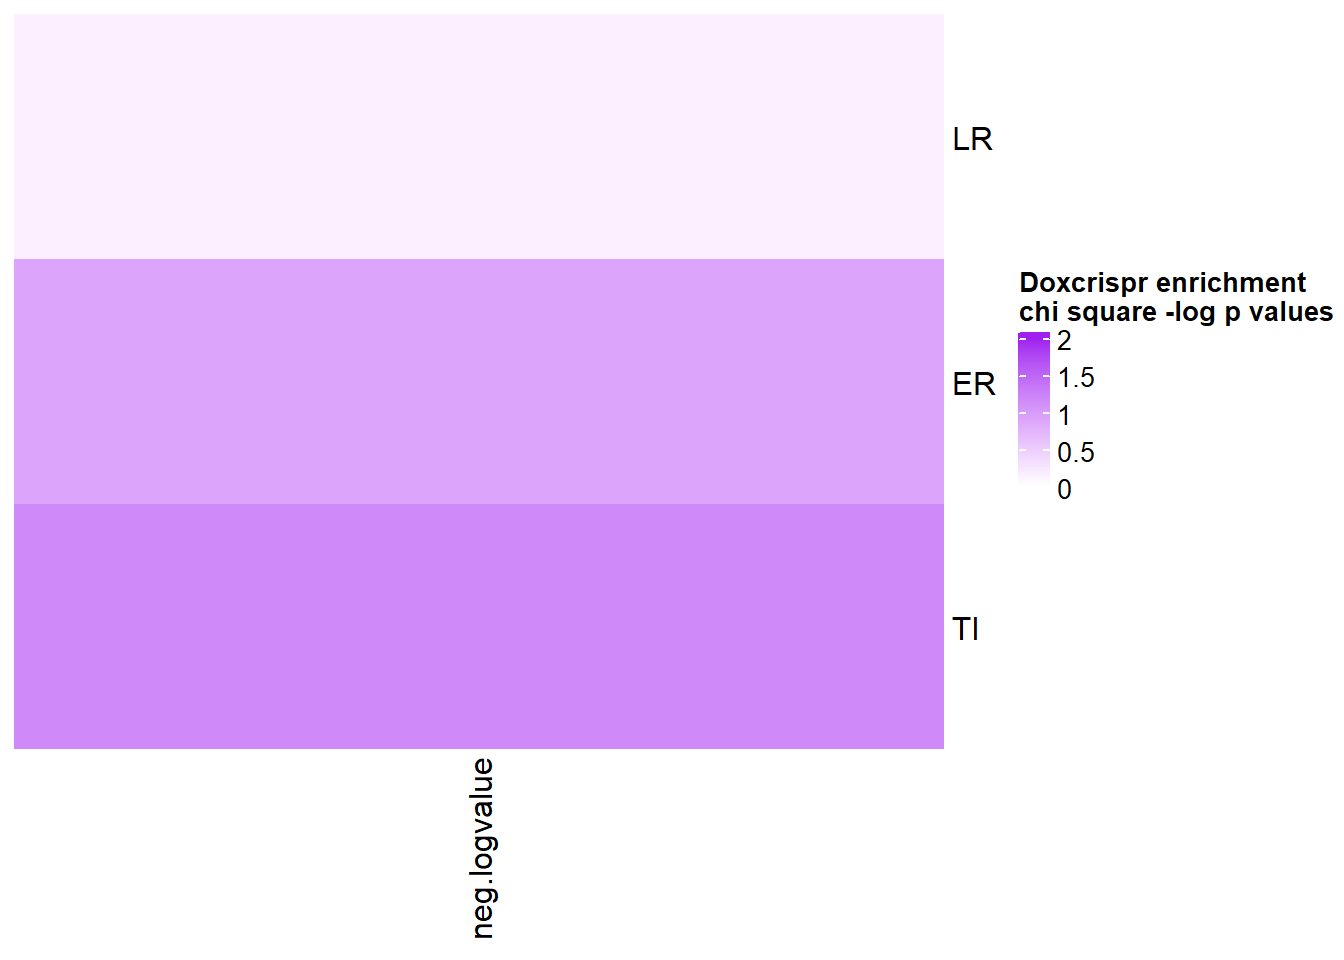 LR
ER
TI
neg.logvalue
Doxcrispr enrichment
chi square -log p values
2
1.5
1
0.5
0